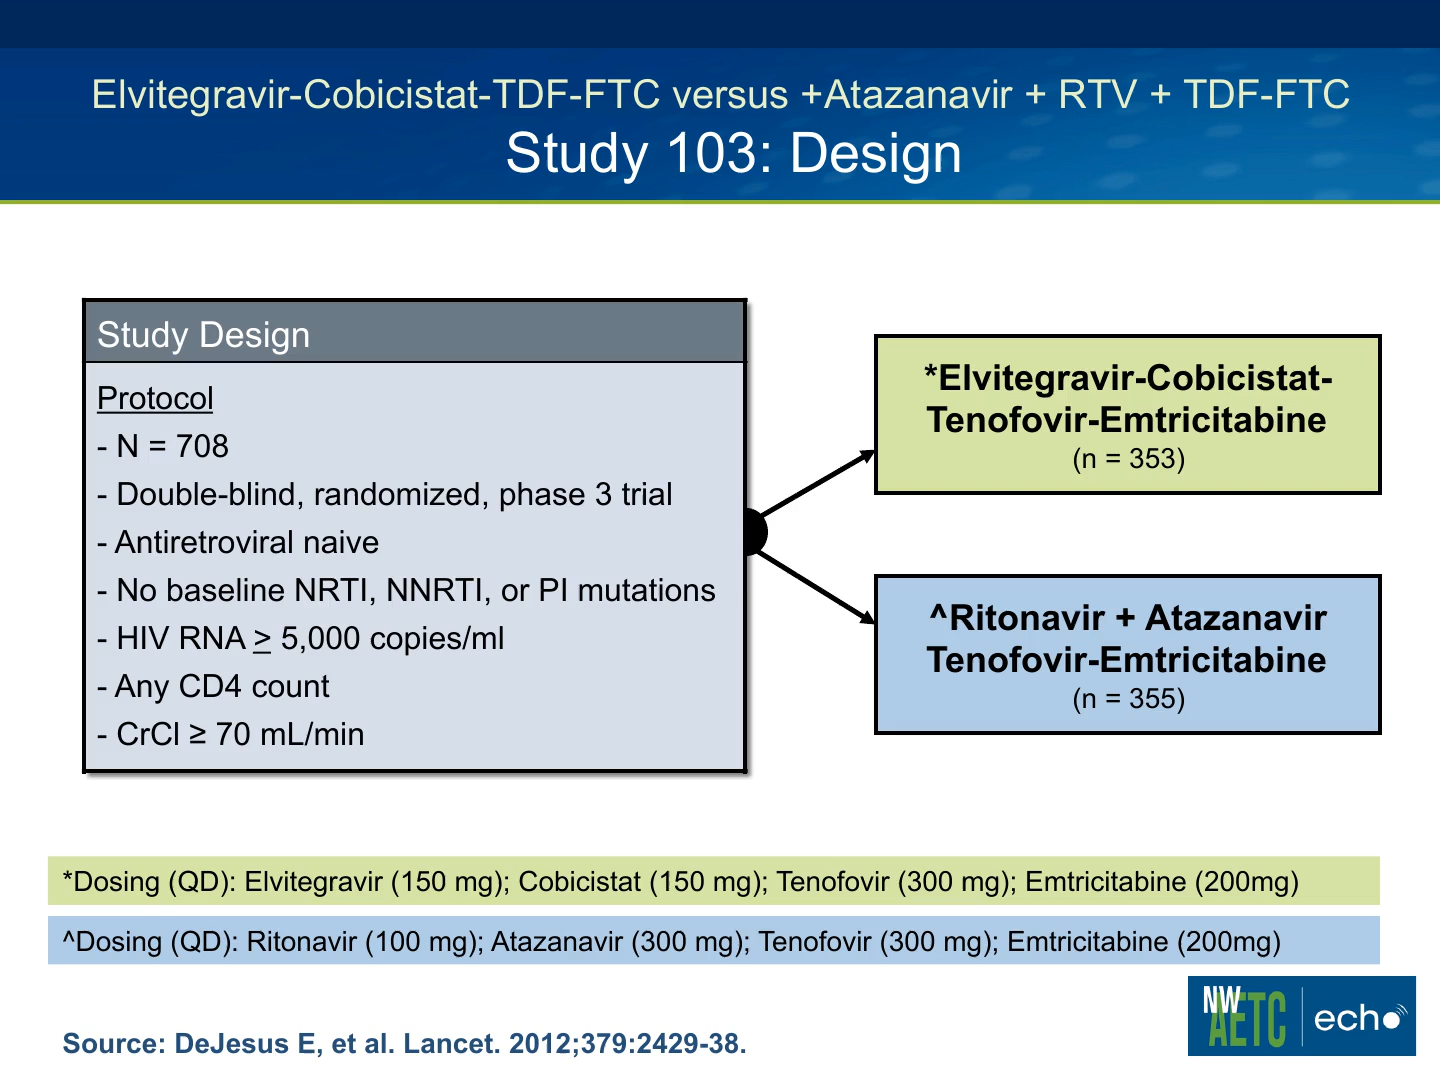 Elvitegravir-Cobicistat-TDF-FTC versus +Atazanavir + RTV + TDF-FTC
Study 103: Design
Study Design
Protocol
- N = 708
- Double-blind, randomized, phase 3 trial
- Antiretroviral naive
- No baseline NRTI, NNRTI, or PI mutations
- HIV RNA > 5,000 copies/ml
- Any CD4 count
- CrCl ≥ 70 mL/min
*Elvitegravir-Cobicistat-
Tenofovir-Emtricitabine
(n = 353)
^Ritonavir + Atazanavir
Tenofovir-Emtricitabine
(n = 355)
*Dosing (QD): Elvitegravir (150 mg); Cobicistat (150 mg); Tenofovir (300 mg); Emtricitabine (200mg)
^Dosing (QD): Ritonavir (100 mg); Atazanavir (300 mg); Tenofovir (300 mg); Emtricitabine (200mg)
Source: DeJesus E, et al. Lancet. 2012;379:2429-38.
NW AETC echo